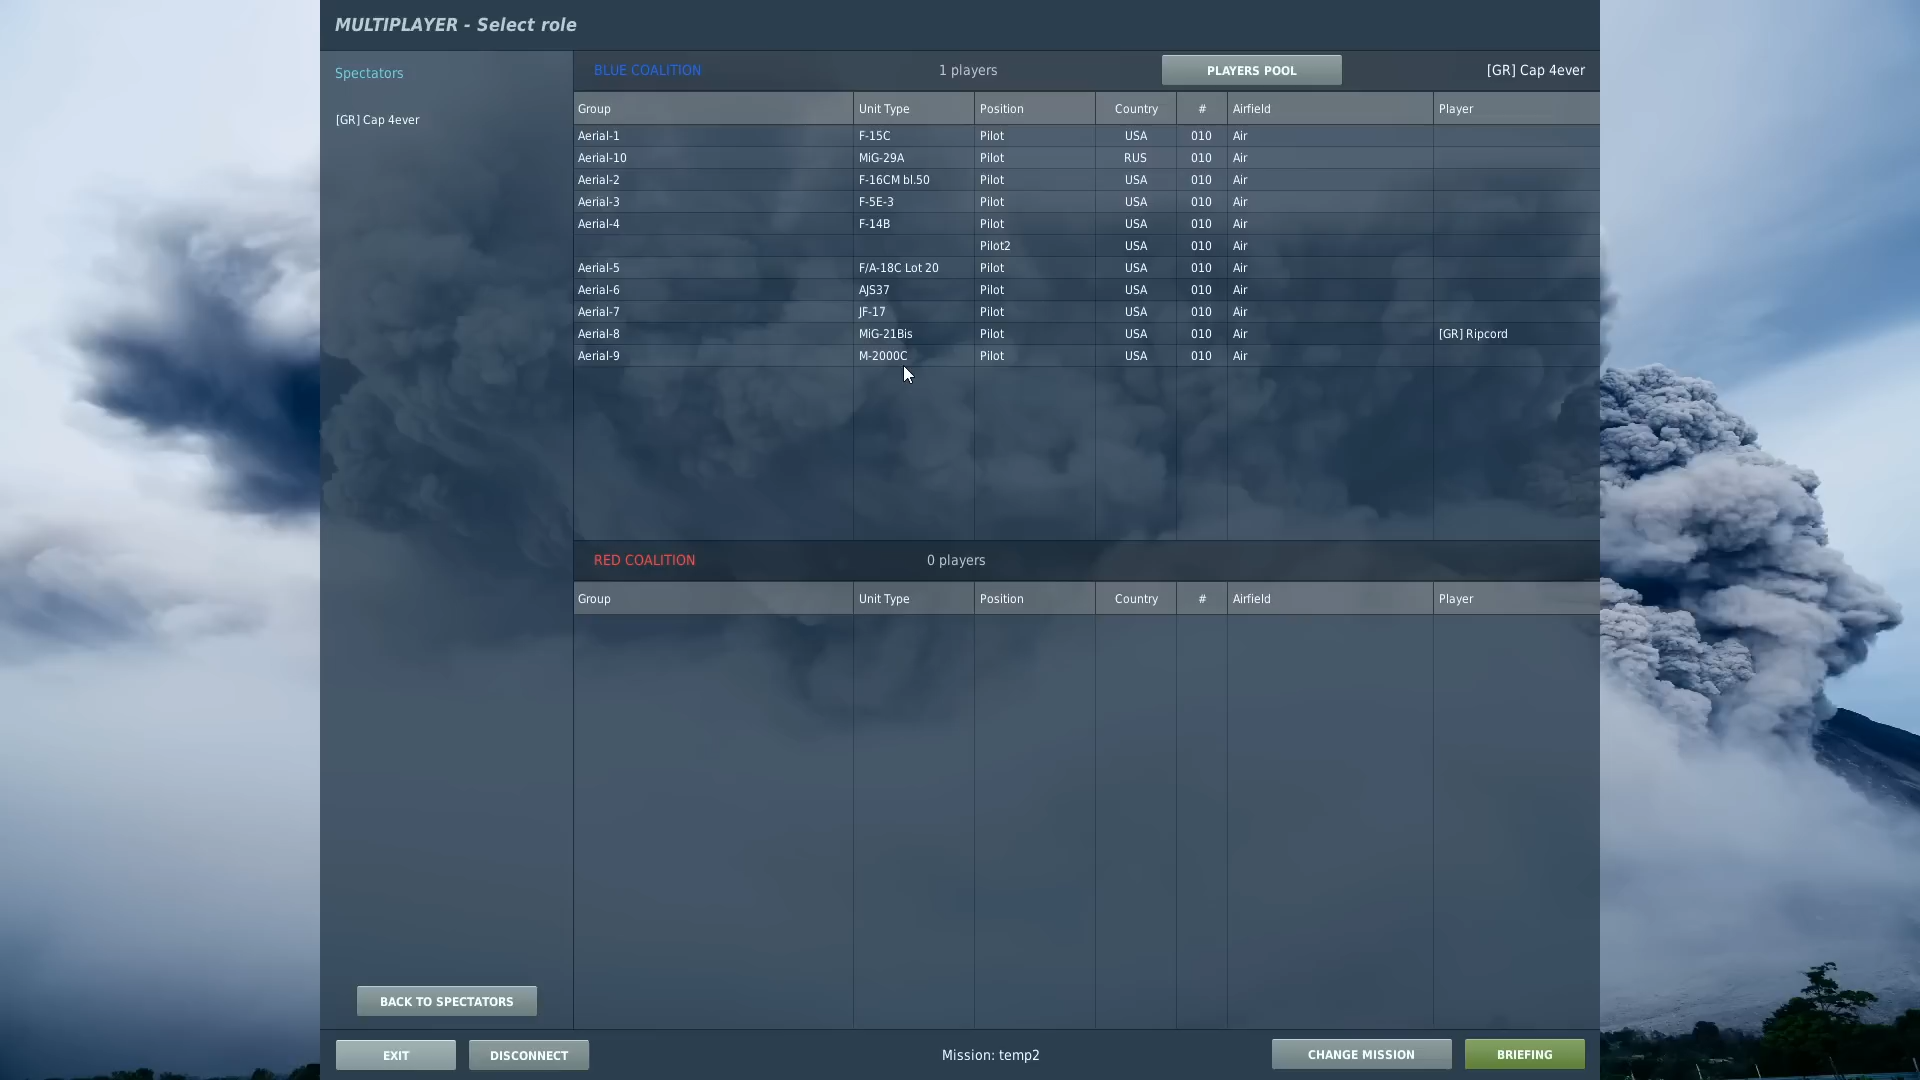 MULTIPLAYER - Select role
Spectators
[GR] Cap 4ever
BLUE COALITION 1 players PLAYERS POOL [GR] Cap 4ever
Group Unit Type Position Country # Airfield Player
Aerial-1 F-15C Pilot USA 010 Air
Aerial-10 MiG-29A Pilot RUS 010 Air
Aerial-2 F-16CM bl.50 Pilot USA 010 Air
Aerial-3 F-5E-3 Pilot USA 010 Air
Aerial-4 F-14B Pilot USA 010 Air
Pilot2 USA 010 Air
Aerial-5 F/A-18C Lot 20 Pilot USA 010 Air
Aerial-6 AJS37 Pilot USA 010 Air
Aerial-7 JF-17 Pilot USA 010 Air
Aerial-8 MiG-21Bis Pilot USA 010 Air [GR] Ripcord
Aerial-9 M-2000C Pilot USA 010 Air
RED COALITION 0 players
Group Unit Type Position Country # Airfield Player
BACK TO SPECTATORS
EXIT DISCONNECT Mission: temp2 CHANGE MISSION BRIEFING